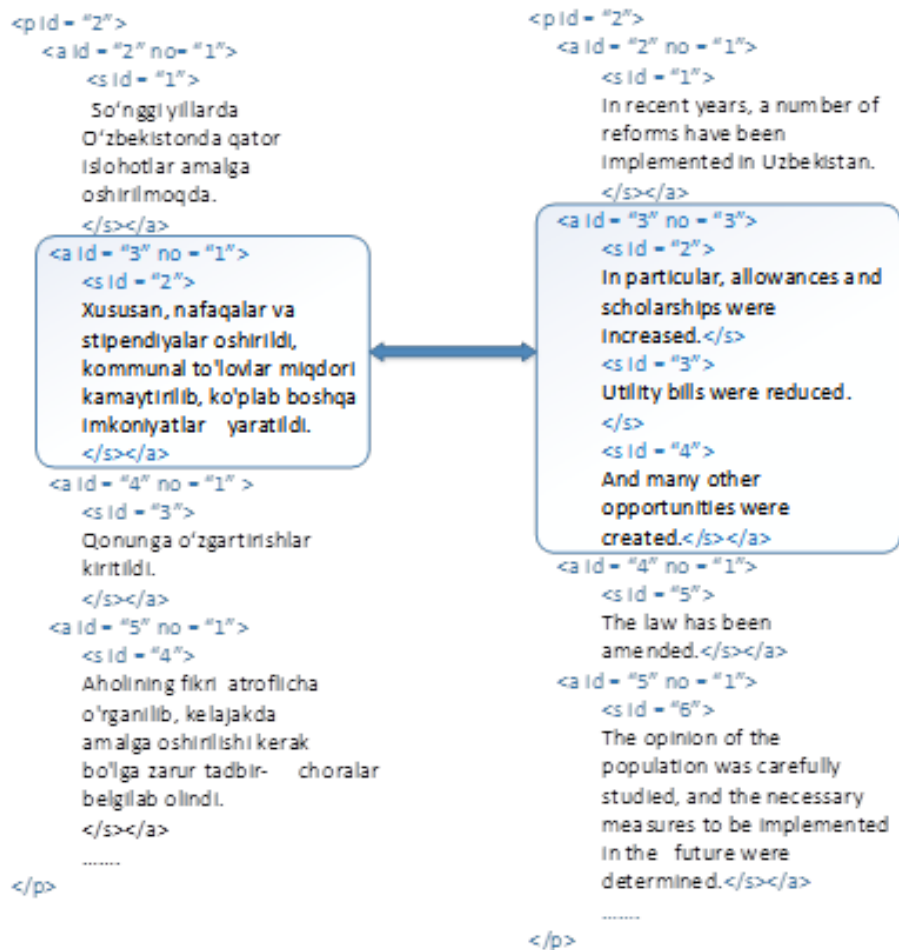 <p id = “2”>
<a id = “2” no= “1”>
<s id = “1”>
So‘nggi yillarda
O‘zbekistonda qator
islohotlar amalga
oshirilmoqda.
</s></a>
<a id = “3” no = “1”>
<s id = “2”>
Xususan, nafaqalar va
stipendiyalar oshirildi,
kommunal to'lovlar miqdori
kamaytirilib, ko'plab boshqa
imkoniyatlar yaratildi.
</s></a>
<a id = “4” no = “1” >
<s id = “3”>
Qonunga o‘zgartirishlar
kiritildi.
</s></a>
<a id = “5” no = “1”>
<s id = “4”>
Aholining fikri atroflicha
o'rganilib, kelajakda
amalga oshirilishi kerak
bo'lga zarur tadbir- choralar
belgilab olindi.
</s></a>
.......
</p>
<p id = “2”>
<a id = “2” no = “1”>
<s id = “1”>
In recent years, a number of
reforms have been
implemented in Uzbekistan.
</s></a>
<a id = “3” no = “3”>
<s id = “2”>
In particular, allowances and
scholarships were
increased.</s>
<s id = “3”>
Utility bills were reduced.
</s>
<s id = “4”>
And many other
opportunities were
created.</s></a>
<a id = “4” no = “1”>
<s id = “5”>
The law has been
amended.</s></a>
<a id = “5” no = “1”>
<s id = “6”>
The opinion of the
population was carefully
studied, and the necessary
measures to be implemented
in the future were
determined.</s></a>
.......
</p>